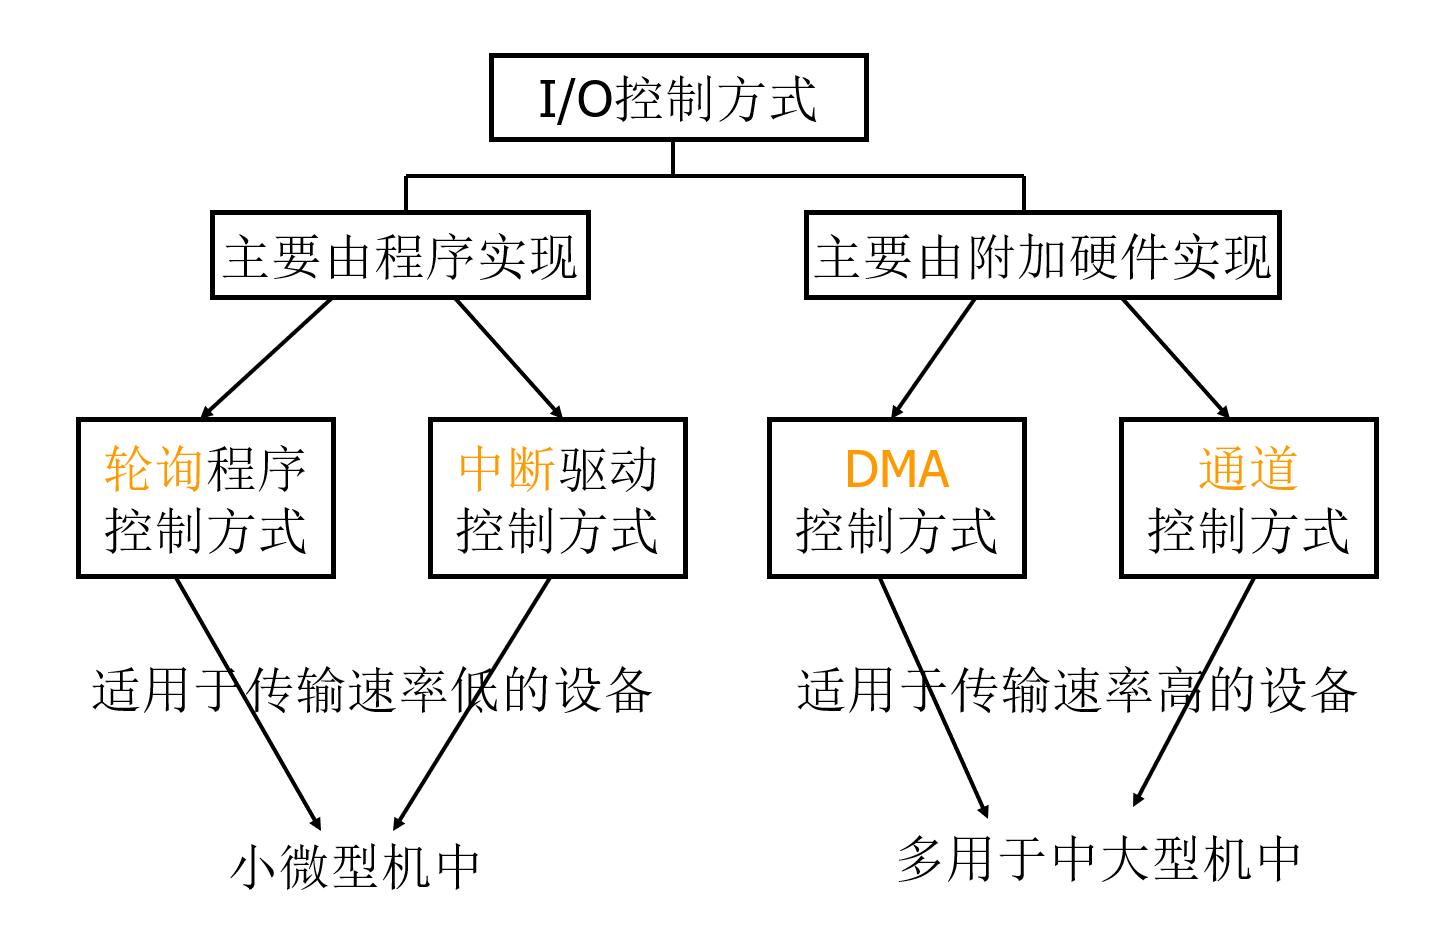 I/O控制方式
主要由程序实现
主要由附加硬件实现
轮询程序
控制方式
中断驱动
控制方式
DMA
控制方式
通道
控制方式
适用于传输速率低的设备
适用于传输速率高的设备
小微型机中
多用于中大型机中